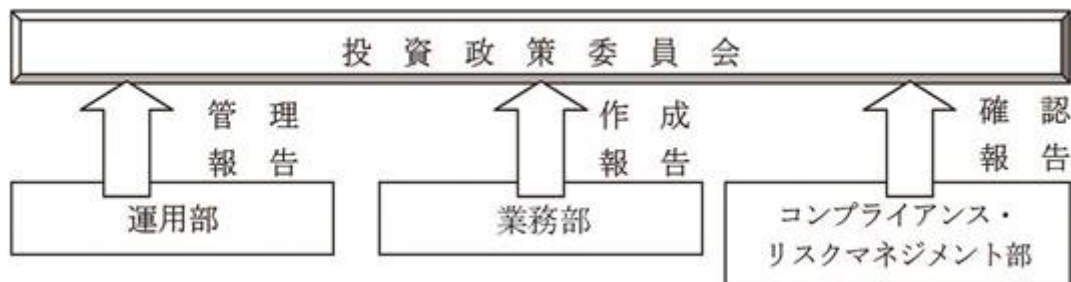 投資政策委員会
管理
報告
作成
報告
確認
報告
運用部
業務部
コンプライアンス・
リスクマネジメント部